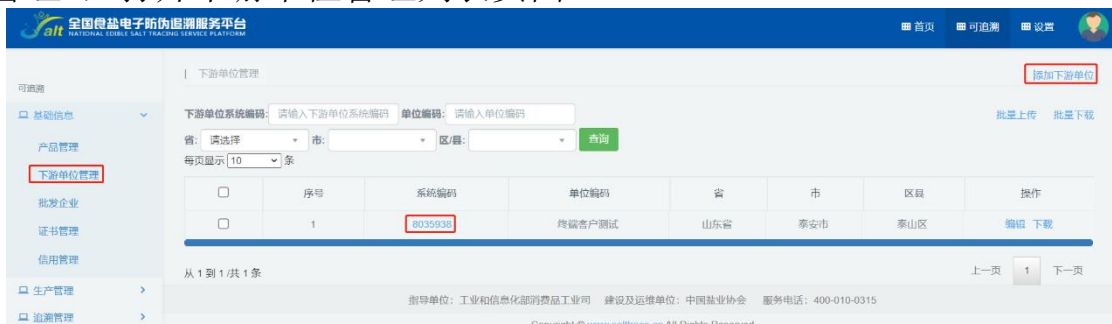 全国食盐电子防伪追溯服务平台
NATIONAL EDIBLE SALT TRACING SERVICE PLATFORM
alt
首页 可追溯 设置
可追溯
下游单位管理 添加下游单位
基础信息
产品管理
下游单位管理
批发企业
证书管理
信用管理
生产管理
追溯管理
下游单位系统编码: 请输入下游单位系统编码 单位编码: 请输入单位编码 批量上传 批量下载
省: 请选择 市: 区/县: 查询
每页显示 10 条
序号 系统编码 单位编码 省 市 区县 操作
1 8035938 终端客户测试 山东省 泰安市 泰山区 编辑 下载
从 1 到 1 /共 1 条 上一页 1 下一页
指导单位：工业和信息化部消费品工业司 建设及运维单位：中国盐业协会 服务电话：400-010-0315